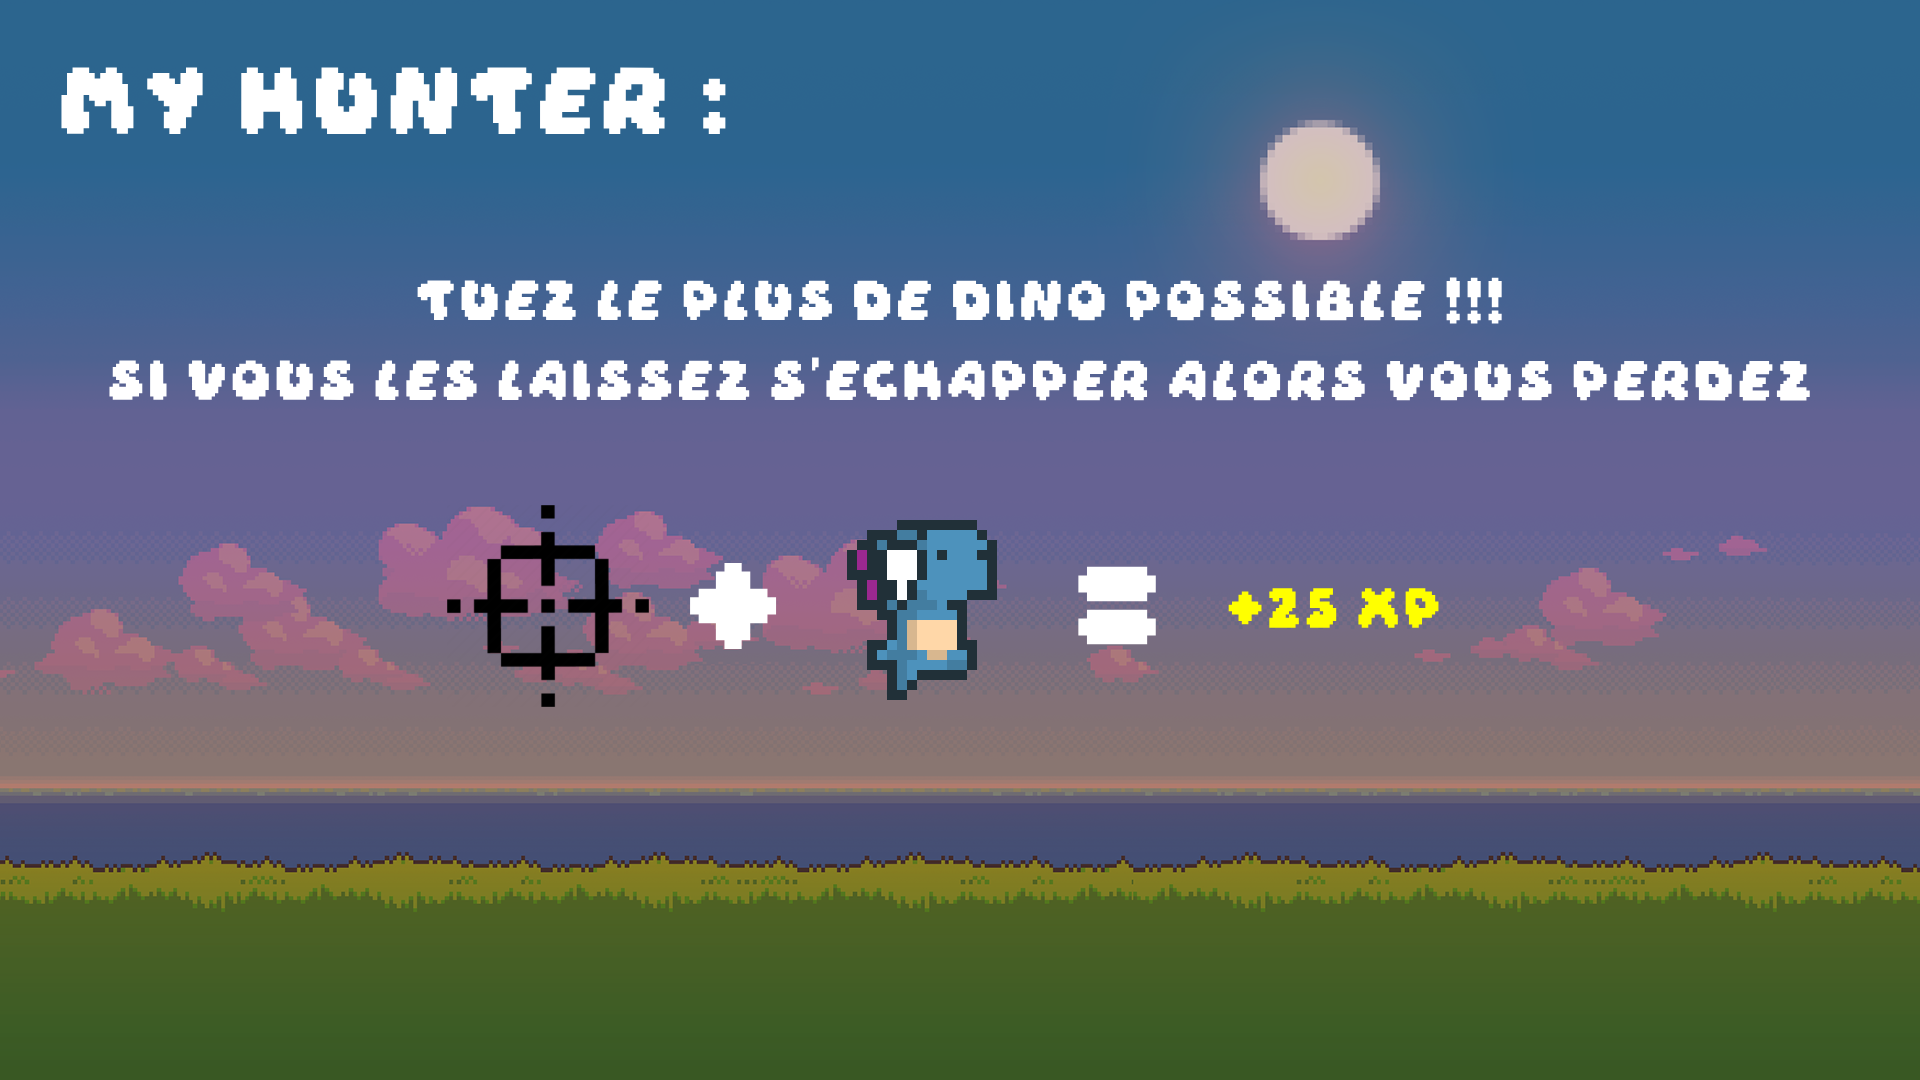 MY HUNTER :
TUEZ LE PLUS DE DINO POSSIBLE !!!
SI VOUS LES LAISSEZ S'ECHAPPER ALORS VOUS PERDEZ
+25 XP